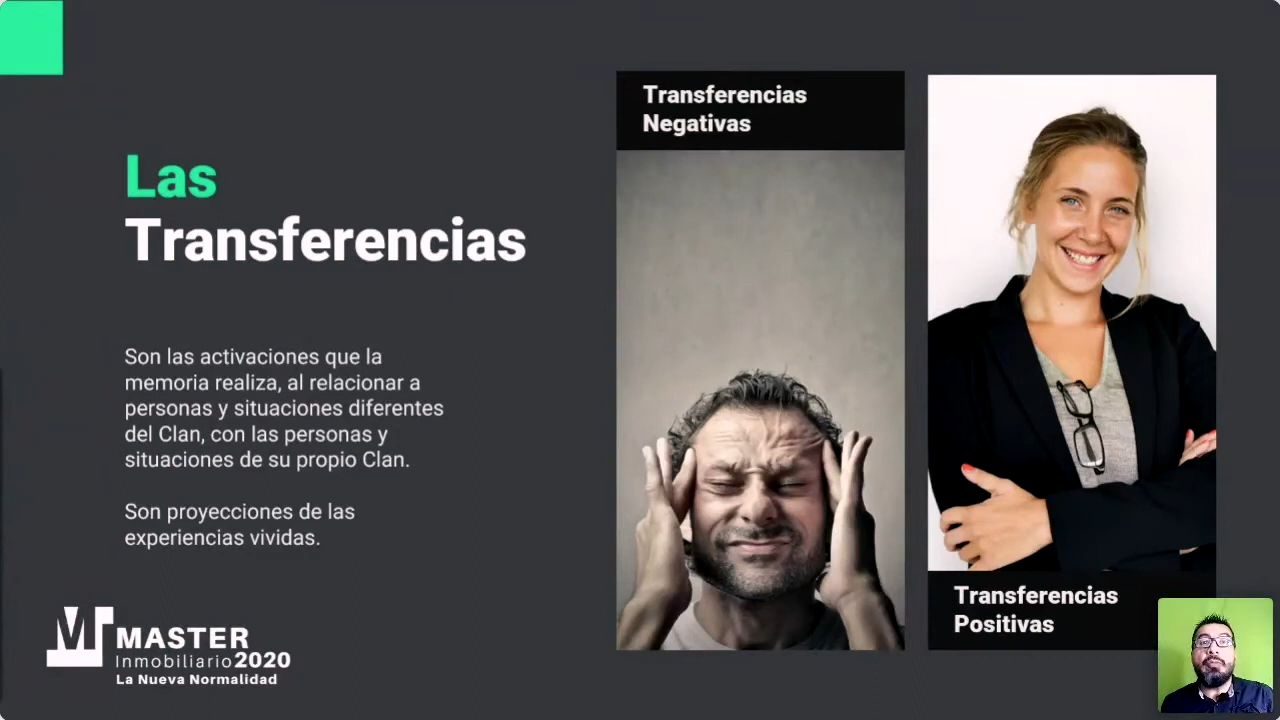 Las
Transferencias
Son las activaciones que la
memoria realiza, al relacionar a
personas y situaciones diferentes
del Clan, con las personas y
situaciones de su propio Clan.
Son proyecciones de las
experiencias vividas.
Transferencias
Negativas
Transferencias
Positivas
MASTER
Inmobiliario2020
La Nueva Normalidad